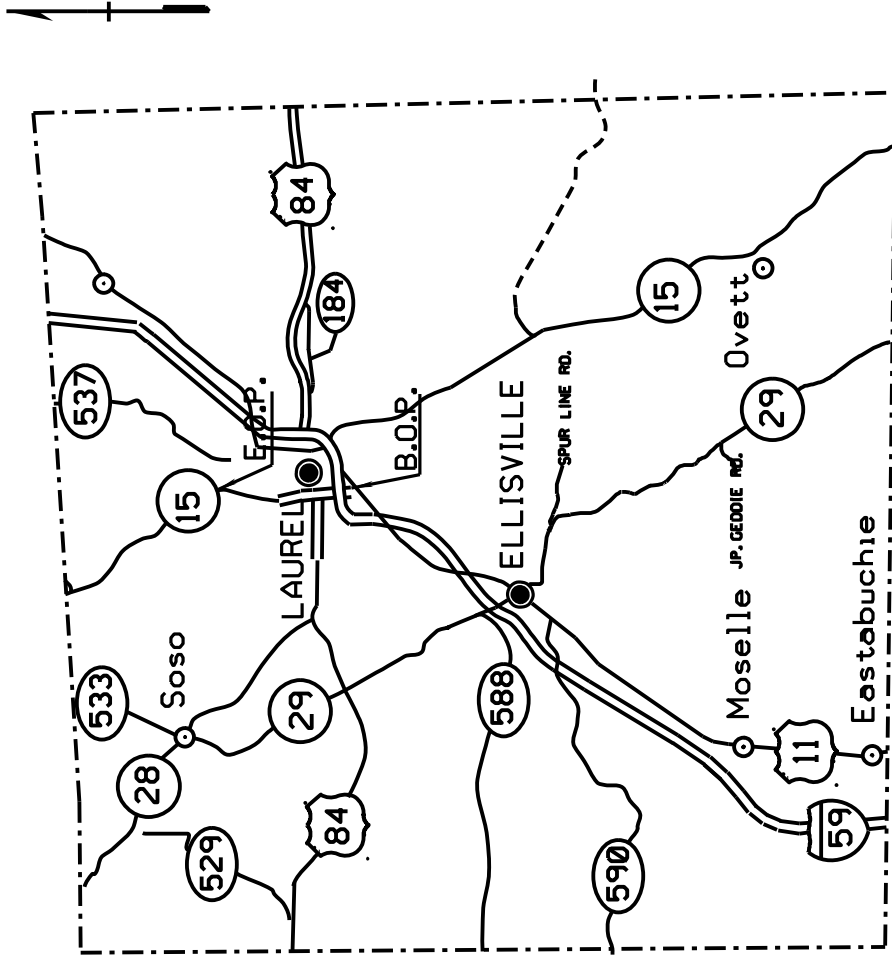 533
28
529
Soso
29
84
588
590
59
11
Eastabuchie
Moselle
537
15
E.O.P.
LAUREL
B.O.P.
ELLISVILLE
SPUR LINE RD.
JP. GEDDIE RD.
29
84
184
15
Ovett